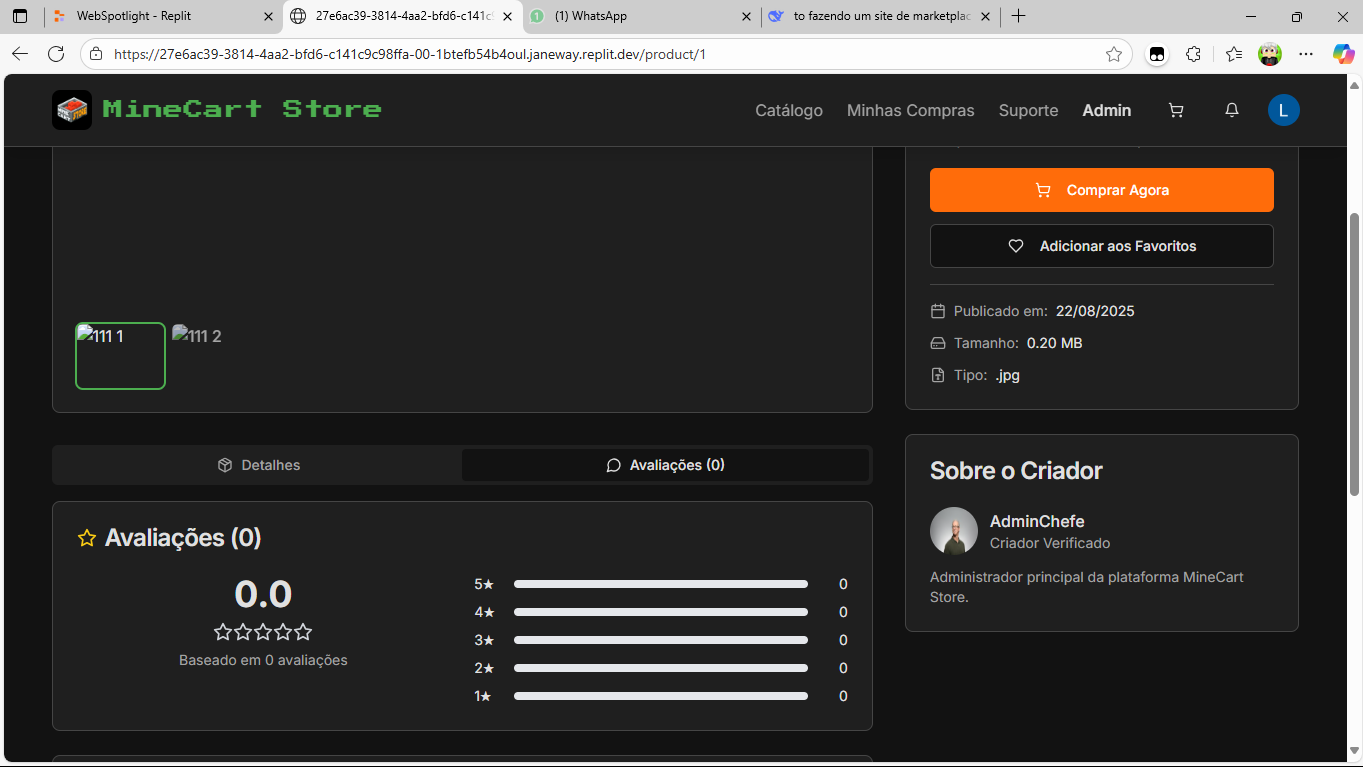 WebSpotlight - Replit
27e6ac39-3814-4aa2-bfd6-c141c
(1) WhatsApp
to fazendo um site de marketplac
https://27e6ac39-3814-4aa2-bfd6-c141c9c98ffa-00-1btefb54b4oul.janeway.replit.dev/product/1
MineCart Store
Catálogo
Minhas Compras
Suporte
Admin
L
Comprar Agora
Adicionar aos Favoritos
111 1
111 2
Publicado em: 22/08/2025
Tamanho: 0.20 MB
Tipo: .jpg
Detalhes
Avaliações (0)
Avaliações (0)
0.0
Baseado em 0 avaliações
5★ 0
4★ 0
3★ 0
2★ 0
1★ 0
Sobre o Criador
AdminChefe
Criador Verificado
Administrador principal da plataforma MineCart
Store.